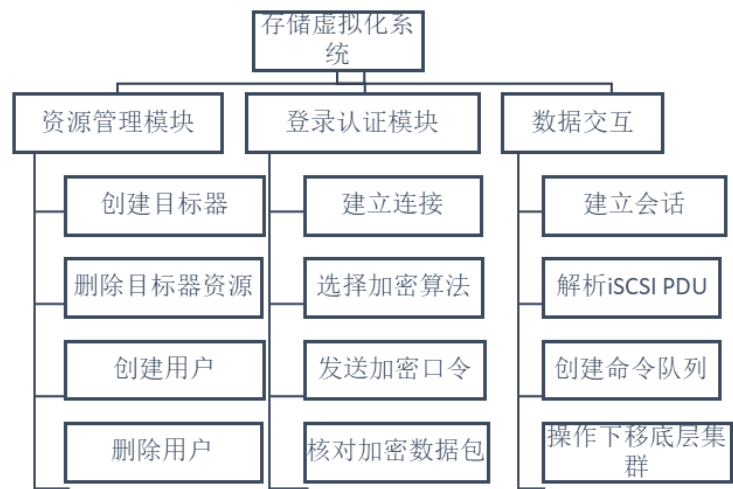 存储虚拟化系
统
资源管理模块
登录认证模块
数据交互
创建目标器
建立连接
建立会话
删除目标器资源
选择加密算法
解析iSCSI PDU
创建用户
发送加密口令
创建命令队列
删除用户
核对加密数据包
操作下移底层集
群